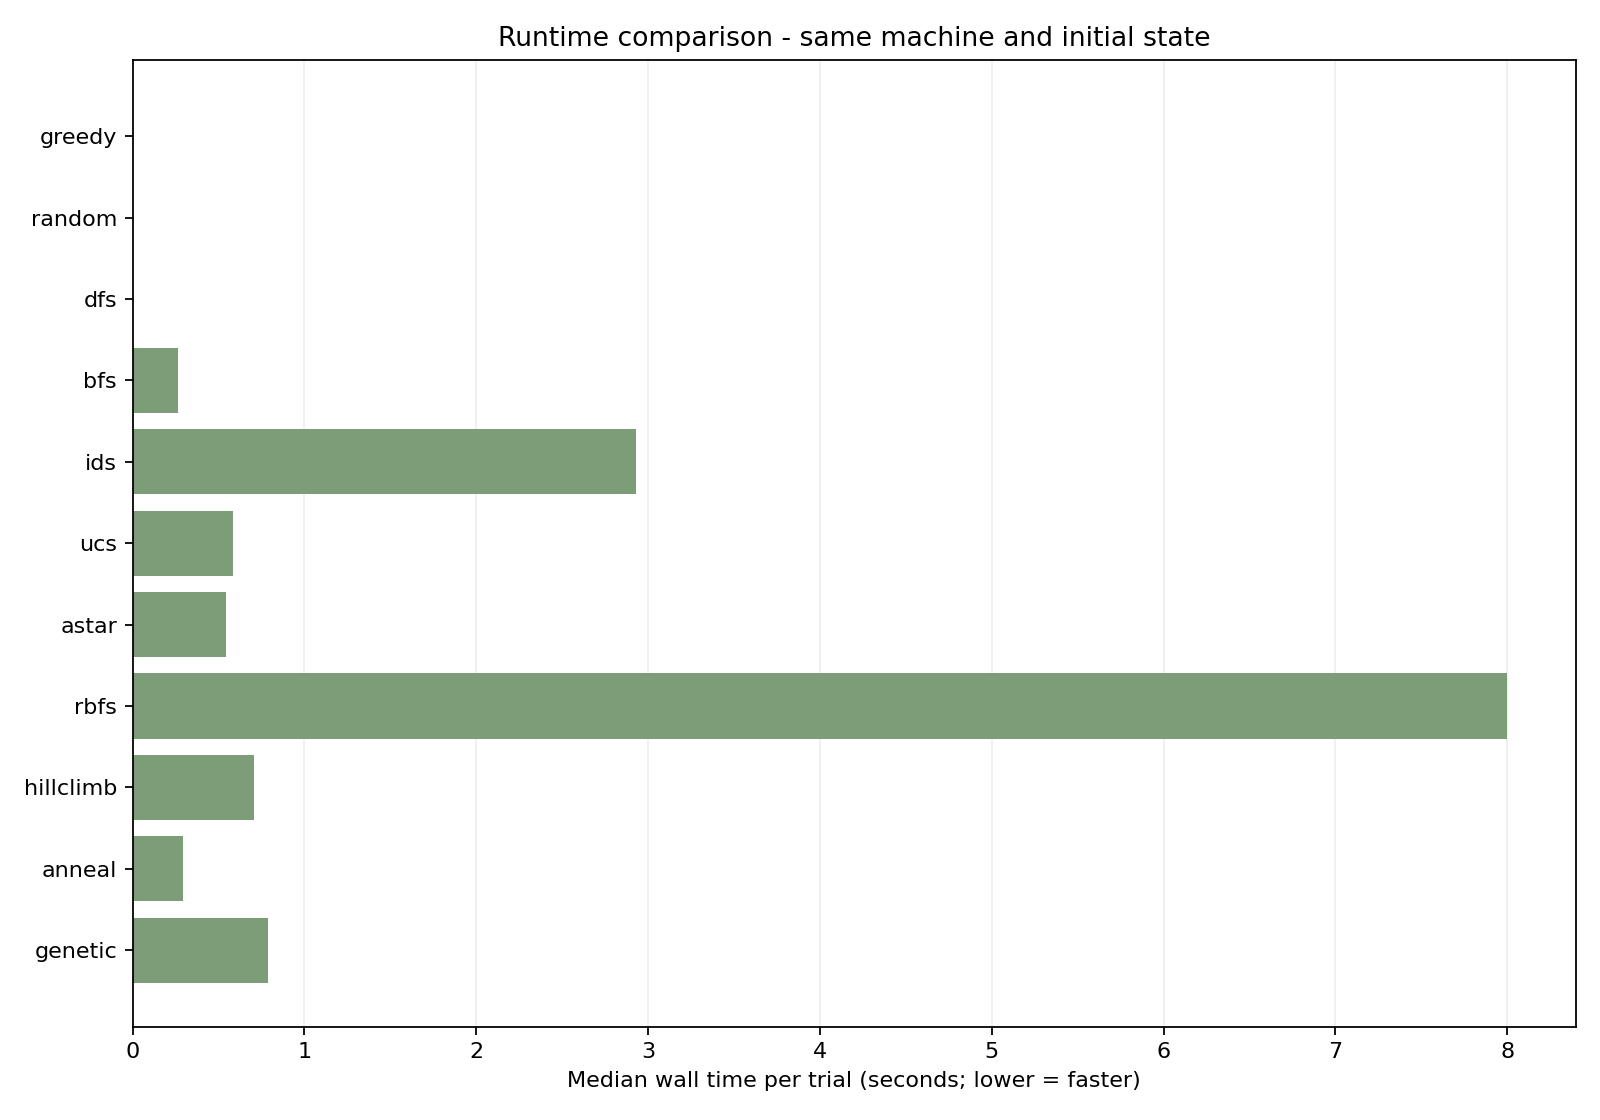 Runtime comparison - same machine and initial state
greedy
random
dfs
bfs
ids
ucs
astar
rbfs
hillclimb
anneal
genetic
0 1 2 3 4 5 6 7 8
Median wall time per trial (seconds; lower = faster)